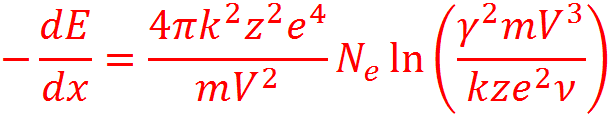 −dE/dx = (4πk²z²e⁴/mV²) Nₑ ln(γ²mV³/kze²ν)